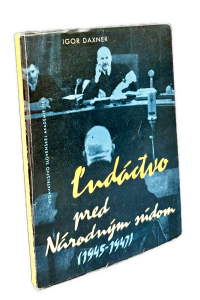 IGOR DAXNER
Ľudáctvo
pred
Národným súdom
(1945-1947)